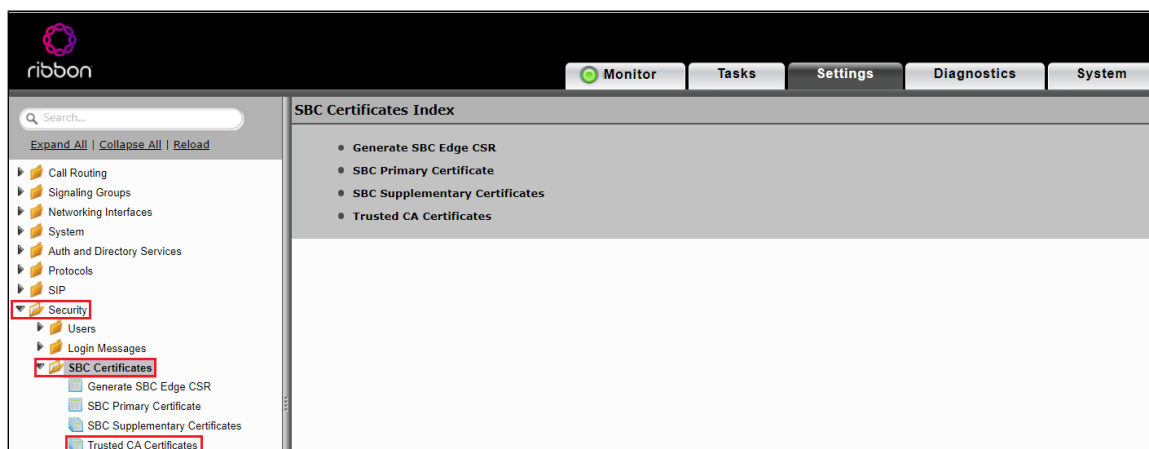 ribbon
Monitor
Tasks
Settings
Diagnostics
System
Search...
Expand All | Collapse All | Reload
Call Routing
Signaling Groups
Networking Interfaces
System
Auth and Directory Services
Protocols
SIP
Security
Users
Login Messages
SBC Certificates
Generate SBC Edge CSR
SBC Primary Certificate
SBC Supplementary Certificates
Trusted CA Certificates
SBC Certificates Index
Generate SBC Edge CSR
SBC Primary Certificate
SBC Supplementary Certificates
Trusted CA Certificates